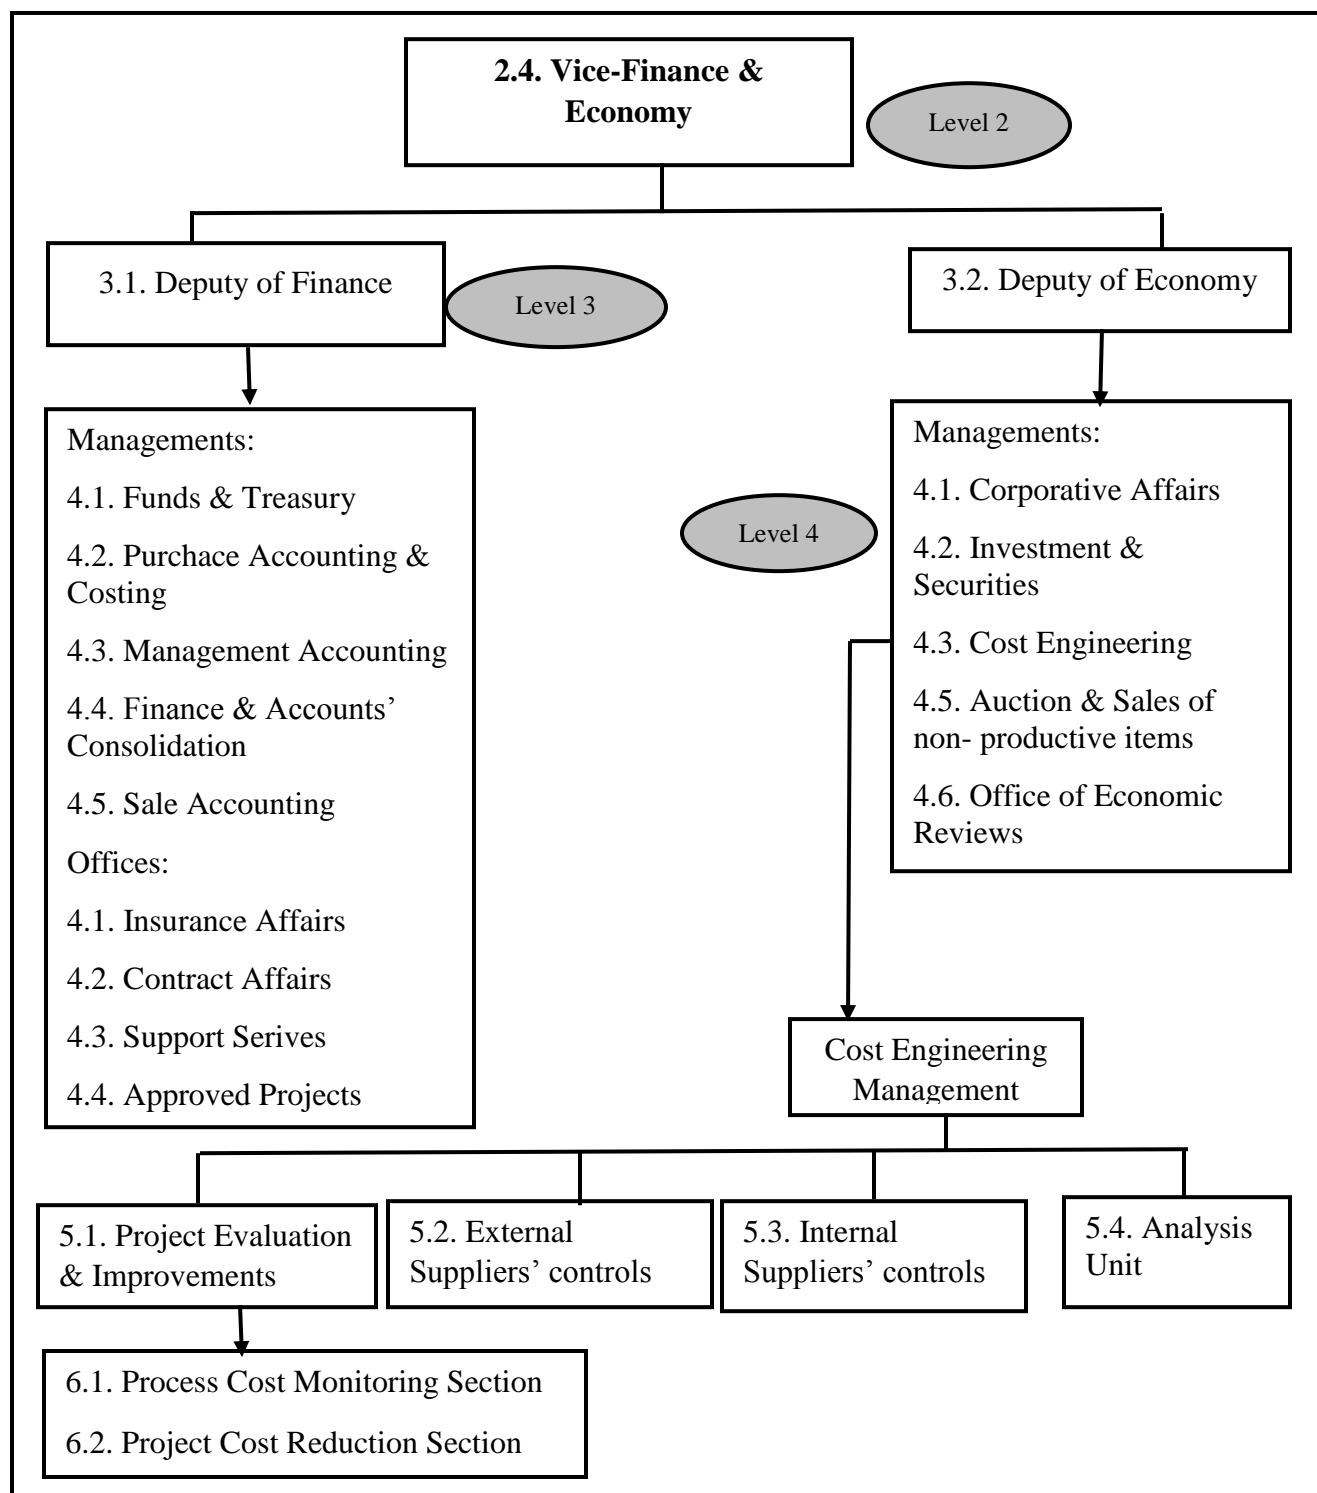 2.4. Vice-Finance &
Economy
Level 2
3.1. Deputy of Finance
Level 3
3.2. Deputy of Economy
Managements:
4.1. Funds & Treasury
4.2. Purchace Accounting &
Costing
4.3. Management Accounting
4.4. Finance & Accounts’
Consolidation
4.5. Sale Accounting
Offices:
4.1. Insurance Affairs
4.2. Contract Affairs
4.3. Support Serives
4.4. Approved Projects
Level 4
Managements:
4.1. Corporative Affairs
4.2. Investment &
Securities
4.3. Cost Engineering
4.5. Auction & Sales of
non- productive items
4.6. Office of Economic
Reviews
Cost Engineering
Management
5.1. Project Evaluation
& Improvements
5.2. External
Suppliers’ controls
5.3. Internal
Suppliers’ controls
5.4. Analysis
Unit
6.1. Process Cost Monitoring Section
6.2. Project Cost Reduction Section